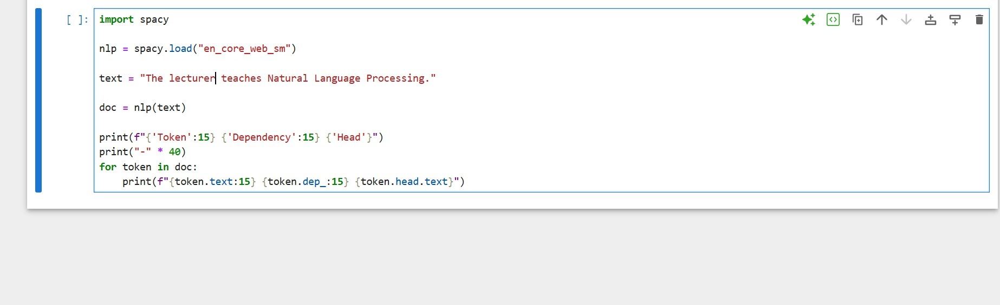 [ ]: import spacy
nlp = spacy.load("en_core_web_sm")
text = "The lecturer teaches Natural Language Processing."
doc = nlp(text)
print(f"{'Token':15} {'Dependency':15} {'Head'}")
print("-" * 40)
for token in doc:
    print(f"{token.text:15} {token.dep_:15} {token.head.text}")